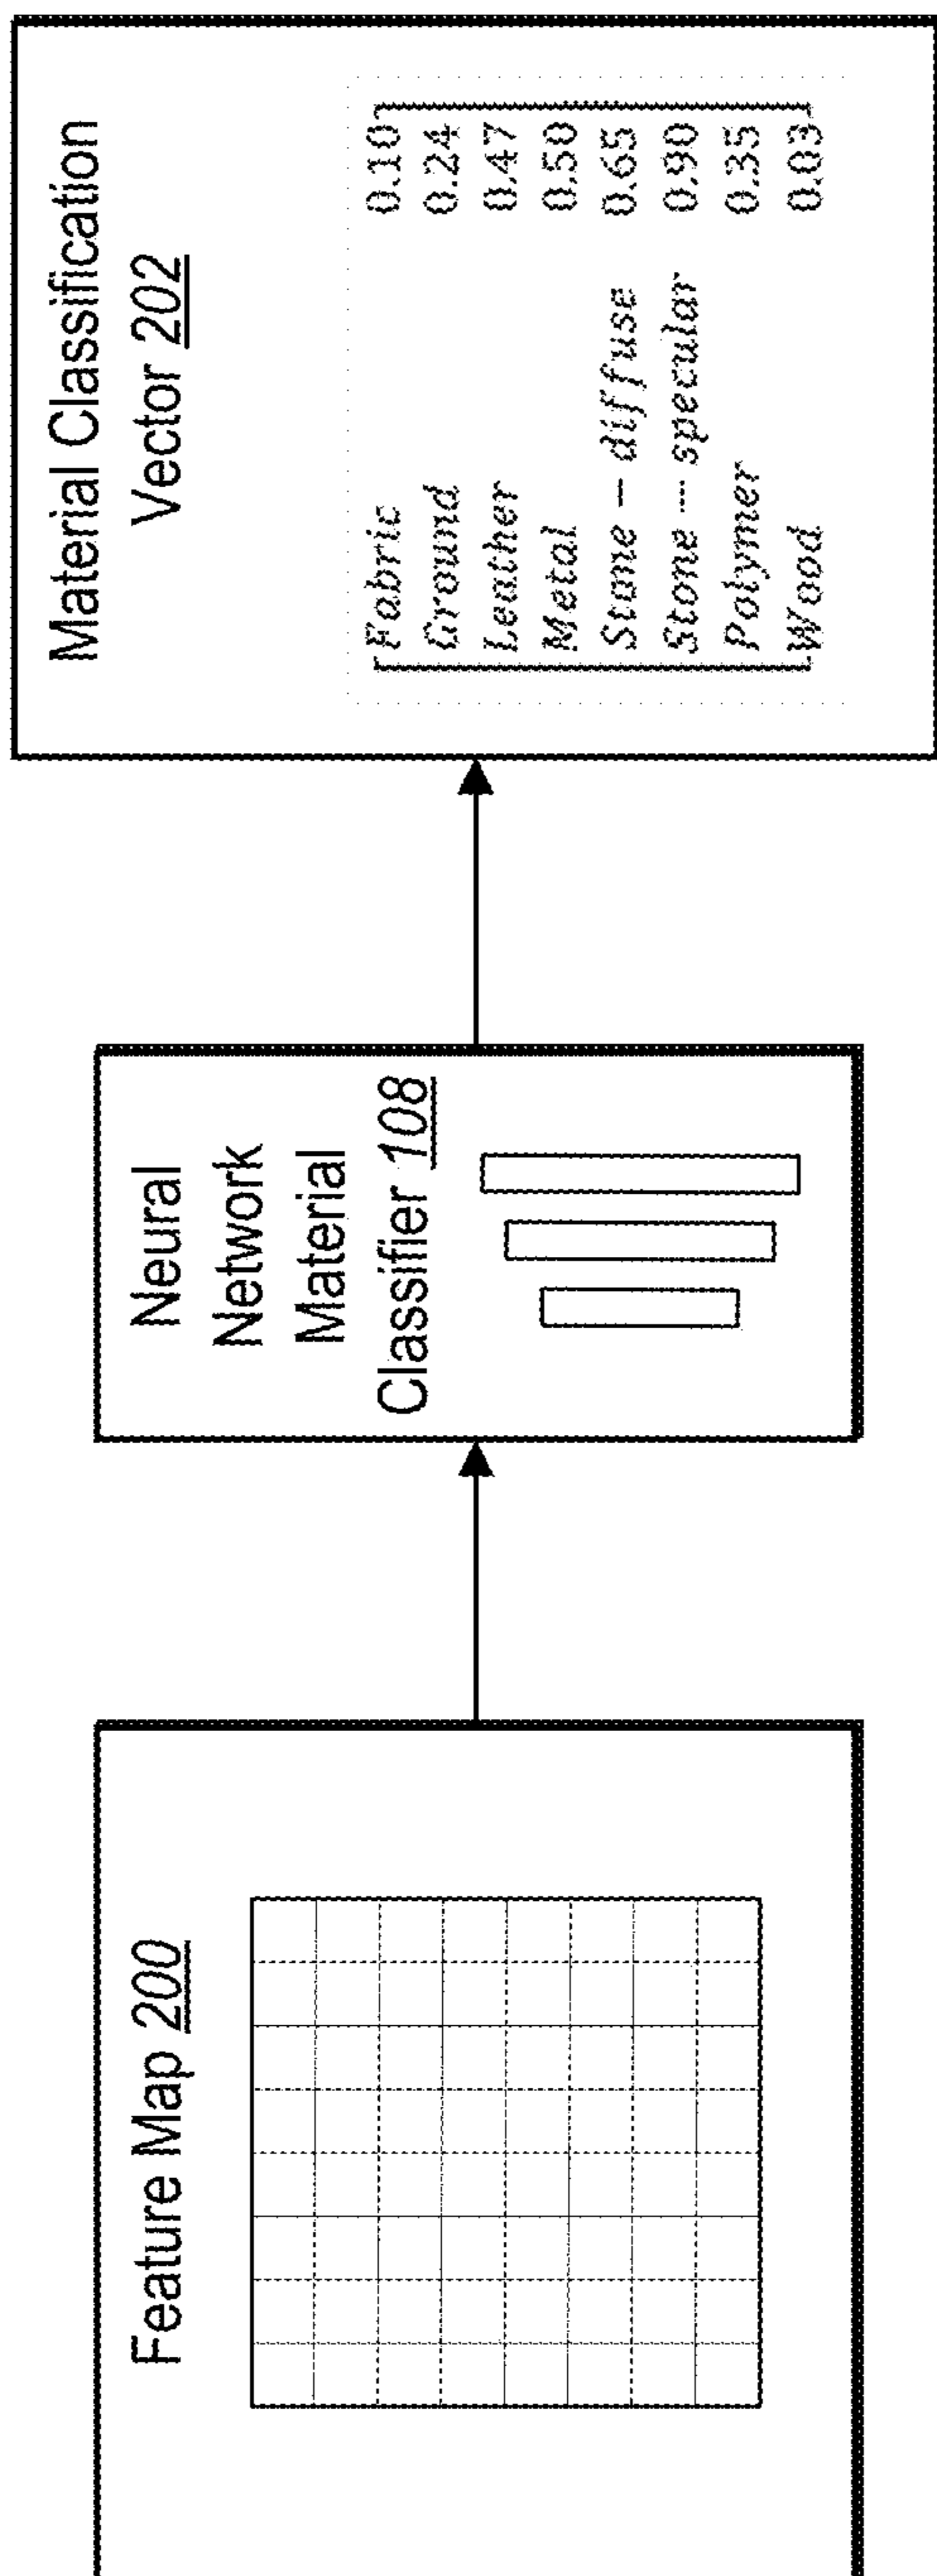 Feature Map 200
Neural
Network
Material
Classifier 108
Material Classification
Vector 202
Fabric 0.10
Ground 0.24
Leather 0.47
Metal 0.50
Stone – diffuse 0.65
Stone – specular 0.90
Polymer 0.35
Wood 0.03